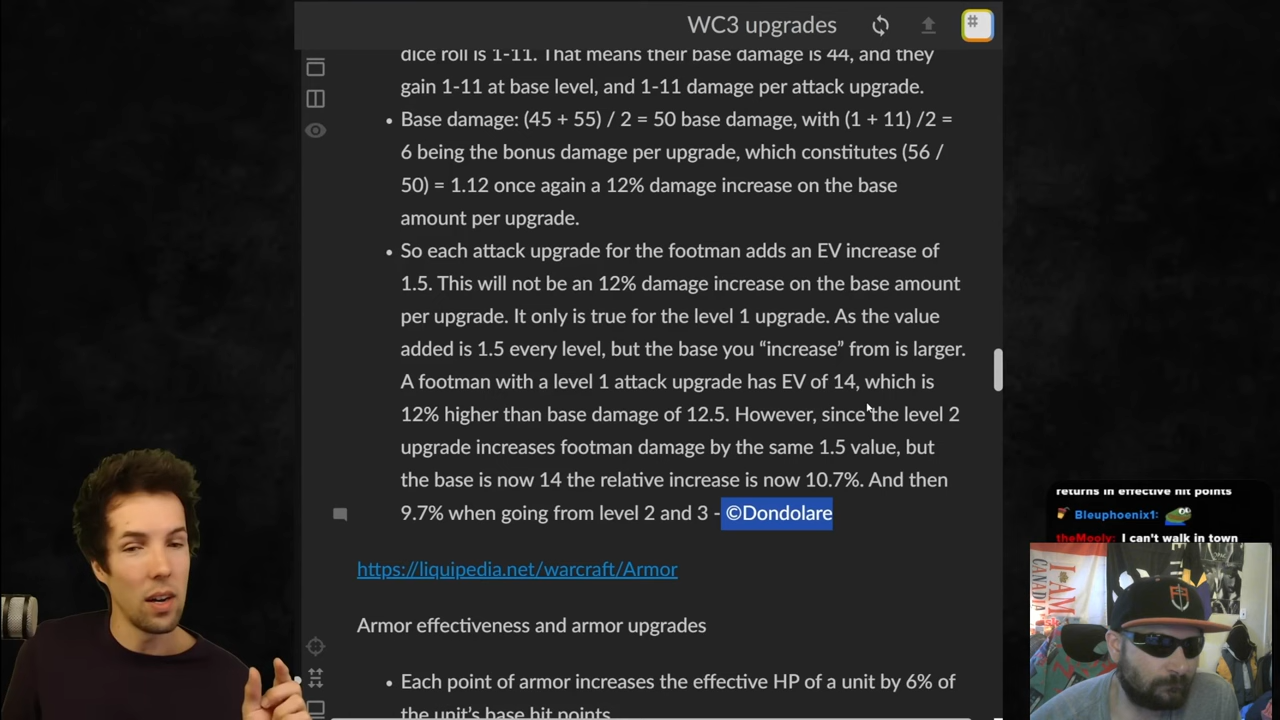 WC3 upgrades
#
dice roll is 1-11. That means their base damage is 44, and they
gain 1-11 at base level, and 1-11 damage per attack upgrade.
• Base damage: (45 + 55) / 2 = 50 base damage, with (1 + 11) /2 =
6 being the bonus damage per upgrade, which constitutes (56 /
50) = 1.12 once again a 12% damage increase on the base
amount per upgrade.
• So each attack upgrade for the footman adds an EV increase of
1.5. This will not be an 12% damage increase on the base amount
per upgrade. It only is true for the level 1 upgrade. As the value
added is 1.5 every level, but the base you “increase” from is larger.
A footman with a level 1 attack upgrade has EV of 14, which is
12% higher than base damage of 12.5. However, since the level 2
upgrade increases footman damage by the same 1.5 value, but
the base is now 14 the relative increase is now 10.7%. And then
9.7% when going from level 2 and 3 - ©Dondolare
https://liquipedia.net/warcraft/Armor
Armor effectiveness and armor upgrades
• Each point of armor increases the effective HP of a unit by 6% of
the unit's base hit points
returns in effective hit points
Bleuphoenix1:
theMooly: I can't walk in town
I AM
CANADIA